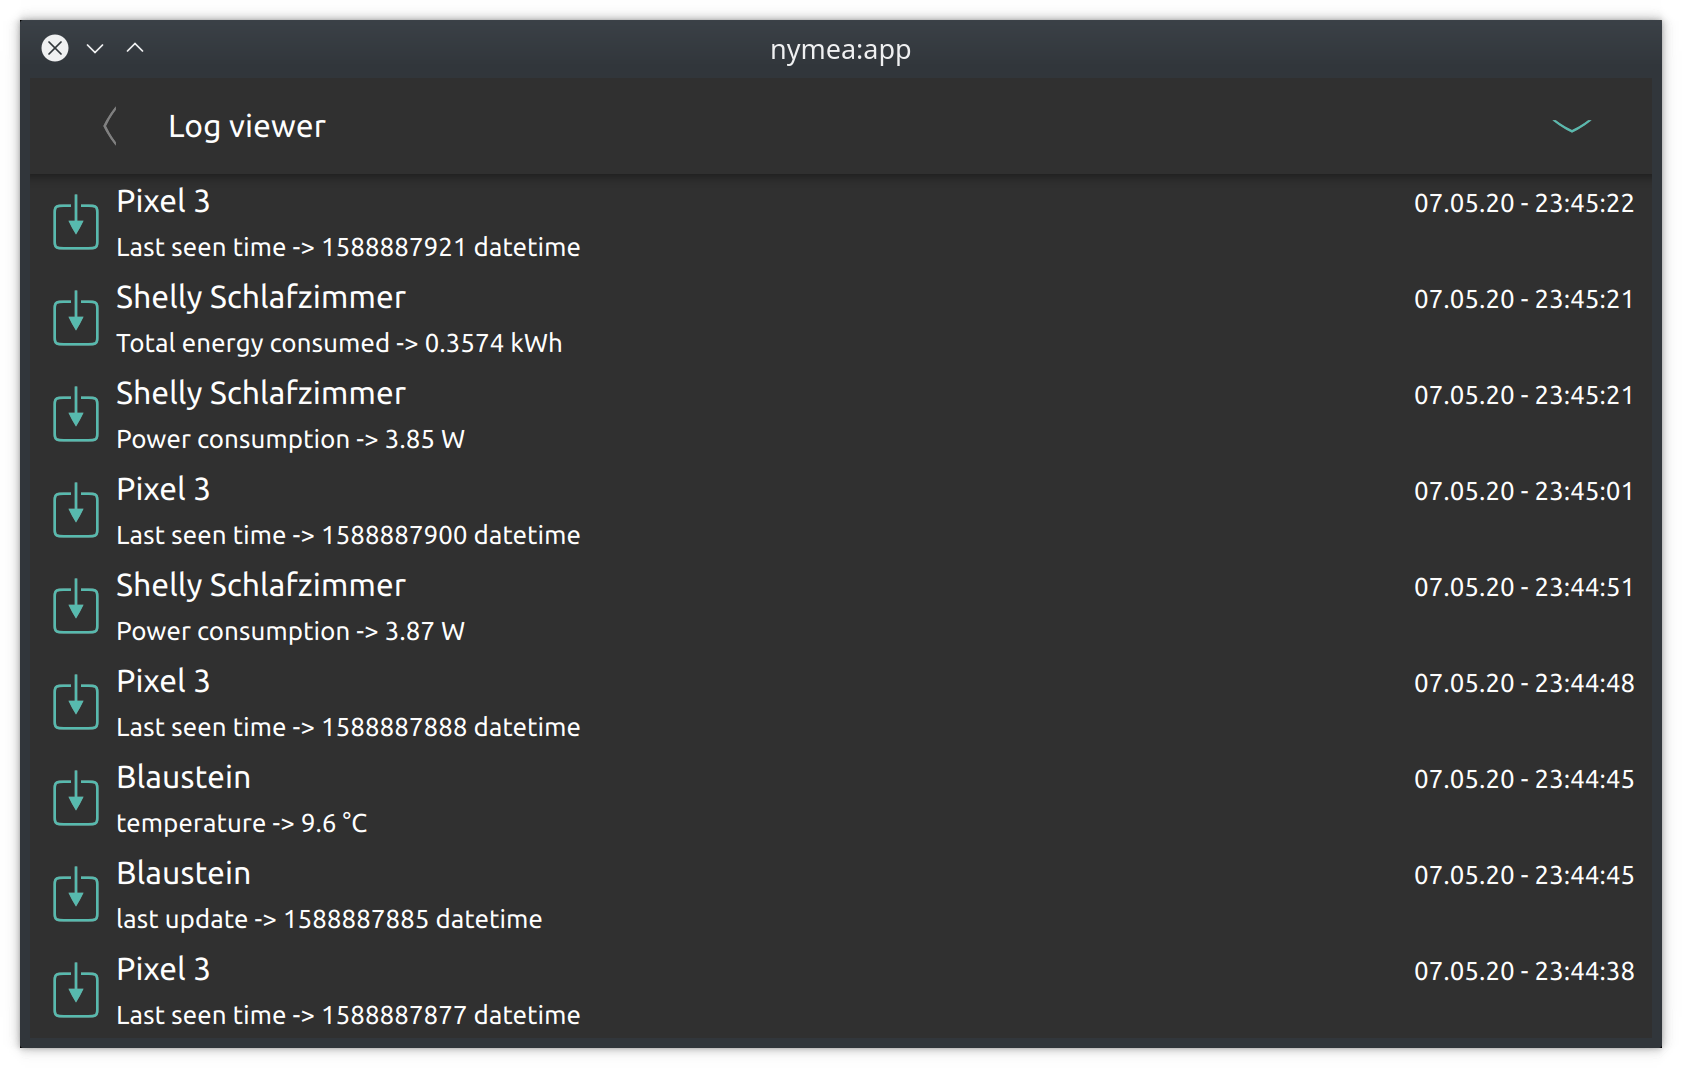 nymea:app
Log viewer
Pixel 3 07.05.20 - 23:45:22
Last seen time -> 1588887921 datetime
Shelly Schlafzimmer 07.05.20 - 23:45:21
Total energy consumed -> 0.3574 kWh
Shelly Schlafzimmer 07.05.20 - 23:45:21
Power consumption -> 3.85 W
Pixel 3 07.05.20 - 23:45:01
Last seen time -> 1588887900 datetime
Shelly Schlafzimmer 07.05.20 - 23:44:51
Power consumption -> 3.87 W
Pixel 3 07.05.20 - 23:44:48
Last seen time -> 1588887888 datetime
Blaustein 07.05.20 - 23:44:45
temperature -> 9.6 °C
Blaustein 07.05.20 - 23:44:45
last update -> 1588887885 datetime
Pixel 3 07.05.20 - 23:44:38
Last seen time -> 1588887877 datetime